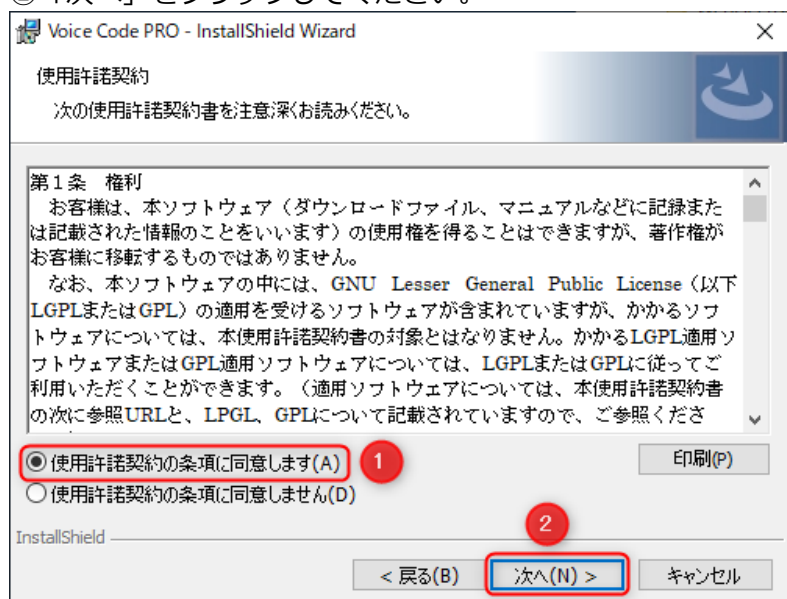 「次へ」をクリックしてください。
Voice Code PRO - InstallShield Wizard
使用許諾契約
次の使用許諾契約書を注意深くお読みください。
第１条　権利
お客様は、本ソフトウェア（ダウンロードファイル、マニュアルなどに記録また
は記載された情報のことをいいます）の使用権を得ることはできますが、著作権が
お客様に移転するものではありません。
なお、本ソフトウェアの中には、GNU Lesser General Public License（以下
LGPLまたはGPL）の適用を受けるソフトウェアが含まれていますが、かかるソフ
トウェアについては、本使用許諾契約書の対象とはなりません。かかるLGPL適用ソ
フトウェアまたはGPL適用ソフトウェアについては、LGPLまたはGPLに従ってご
利用いただくことができます。（適用ソフトウェアについては、本使用許諾契約書
の次に参照URLと、LPGL、GPLについて記載されていますので、ご参照くださ
使用許諾契約の条項に同意します(A) 1 印刷(P)
使用許諾契約の条項に同意しません(D)
2
InstallShield
< 戻る(B) 次へ(N) > キャンセル